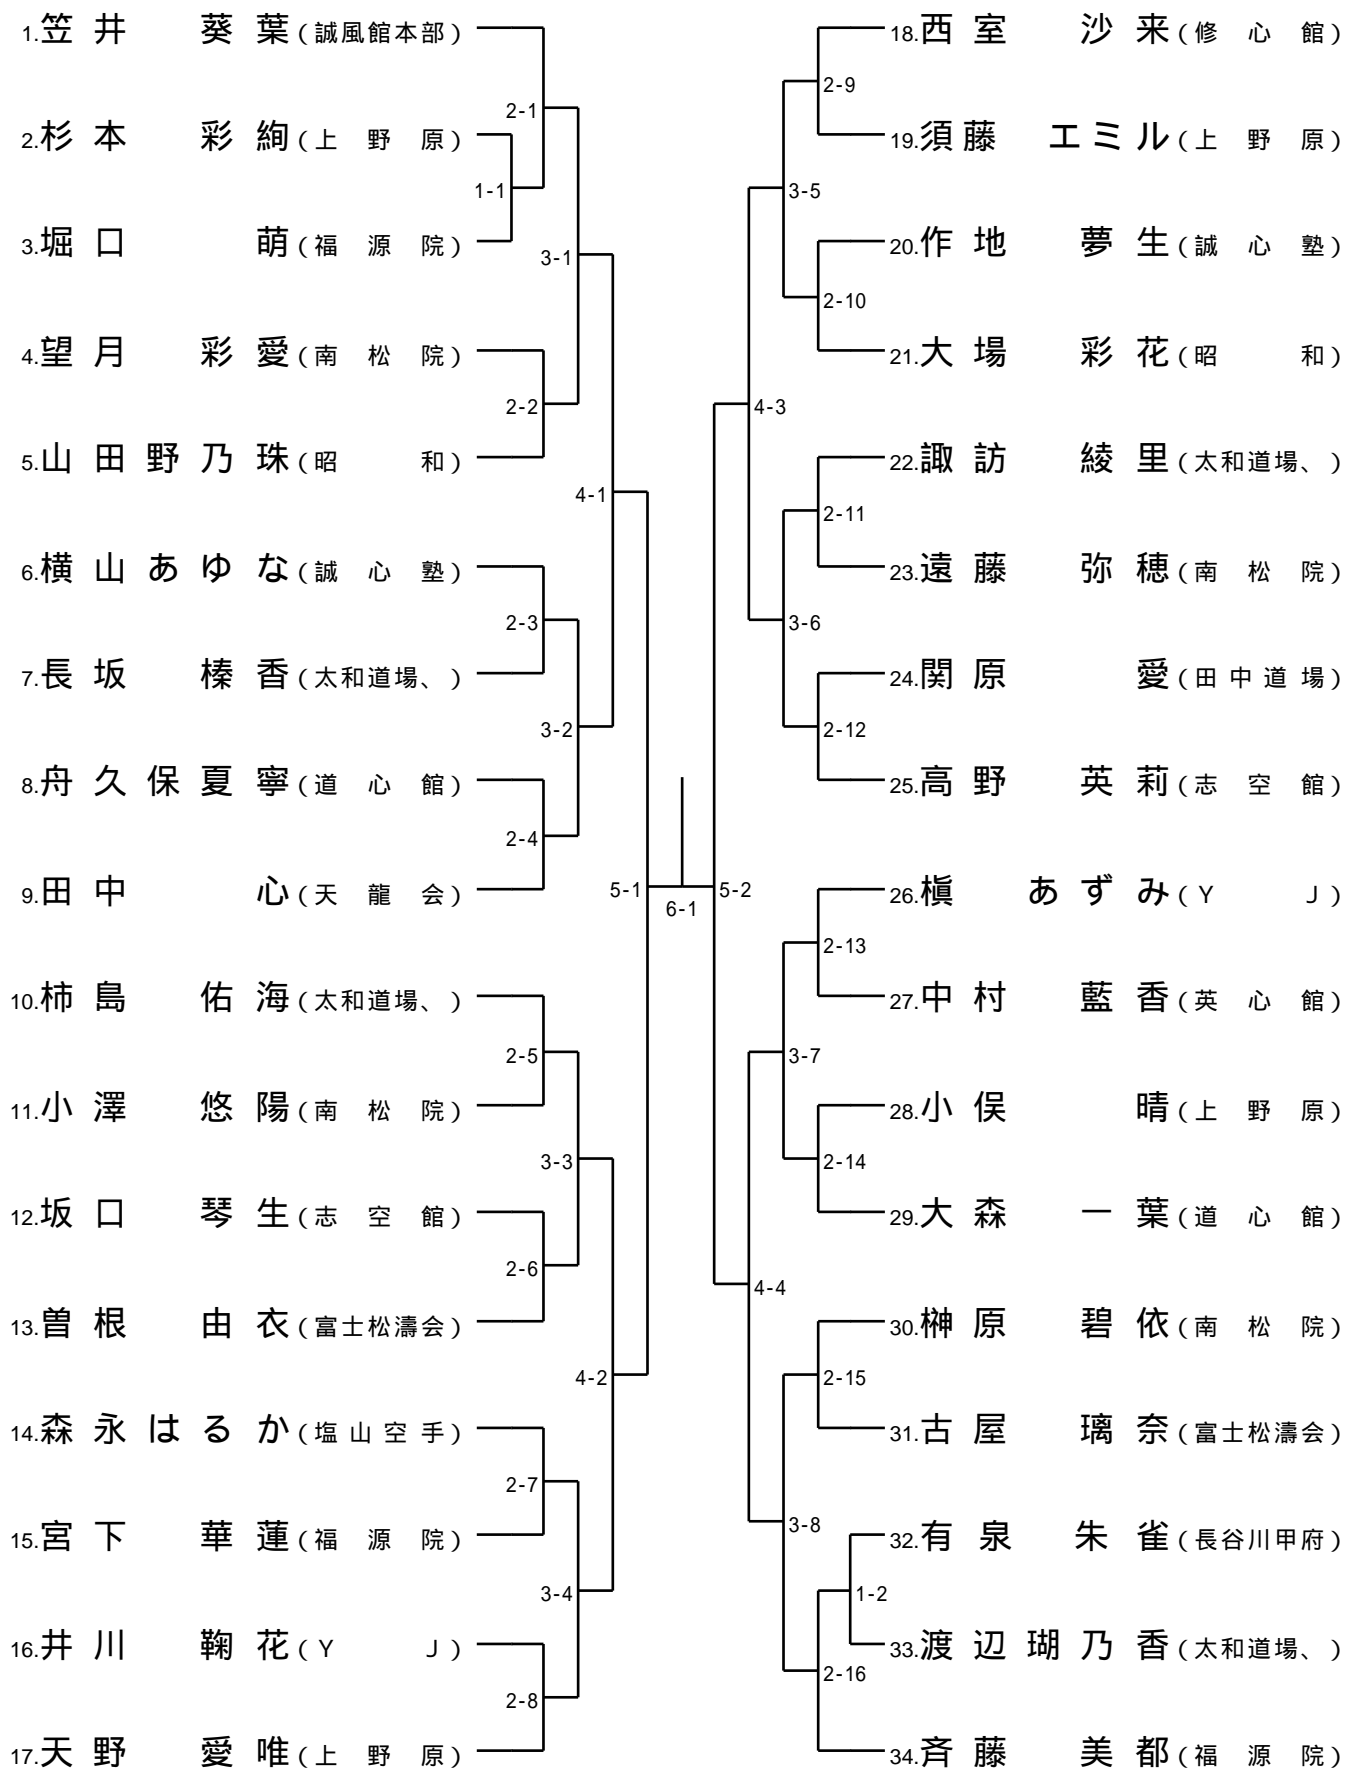 1.笠井 葵葉(誠風館本部)
2-1
2.杉本 彩絢(上野原)
1-1
3.堀口 萌(福源院)
3-1
4.望月 彩愛(南松院)
2-2
5.山田野乃珠(昭和)
4-1
6.横山あゆな(誠心塾)
2-3
7.長坂 榛香(太和道場、)
3-2
8.舟久保夏寧(道心館)
2-4
9.田中 心(天龍会)
5-1
6-1
10.柿島 佑海(太和道場、)
2-5
11.小澤 悠陽(南松院)
3-3
12.坂口 琴生(志空館)
2-6
13.曽根 由衣(富士松濤会)
4-2
14.森永はるか(塩山空手)
2-7
15.宮下 華蓮(福源院)
3-4
16.井川 鞠花(YJ)
2-8
17.天野 愛唯(上野原)
18.西室 沙来(修心館)
2-9
19.須藤 エミル(上野原)
3-5
20.作地 夢生(誠心塾)
2-10
21.大場 彩花(昭和)
4-3
22.諏訪 綾里(太和道場、)
2-11
23.遠藤 弥穂(南松院)
3-6
24.関原 愛(田中道場)
2-12
25.高野 英莉(志空館)
5-2
26.槇 あずみ(YJ)
2-13
27.中村 藍香(英心館)
3-7
28.小俣 晴(上野原)
2-14
29.大森 一葉(道心館)
4-4
30.榊原 碧依(南松院)
2-15
31.古屋 璃奈(富士松濤会)
3-8
32.有泉 朱雀(長谷川甲府)
1-2
33.渡辺瑚乃香(太和道場、)
2-16
34.斉藤 美都(福源院)